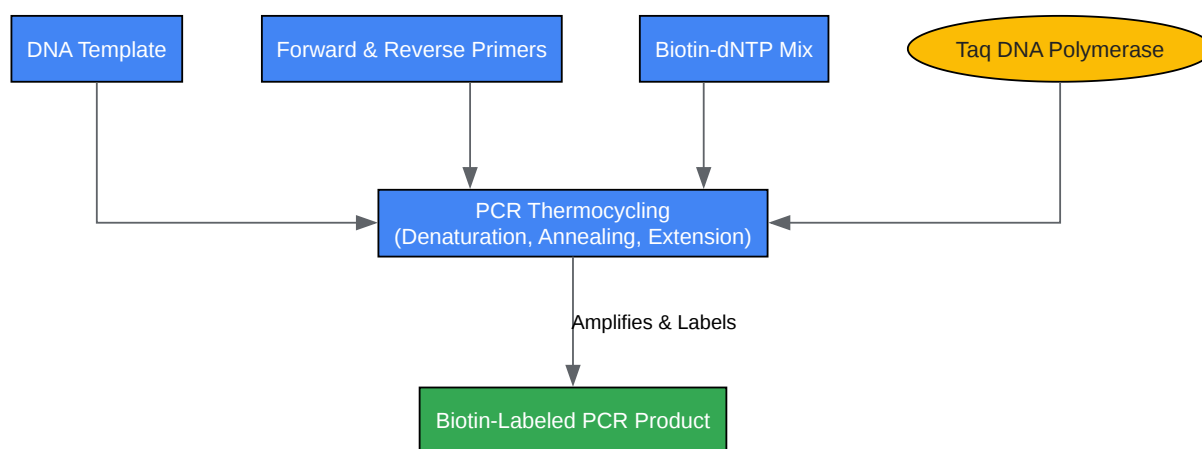 DNA Template
Forward & Reverse Primers
Biotin-dNTP Mix
Taq DNA Polymerase
PCR Thermocycling
(Denaturation, Annealing, Extension)
Amplifies & Labels
Biotin-Labeled PCR Product